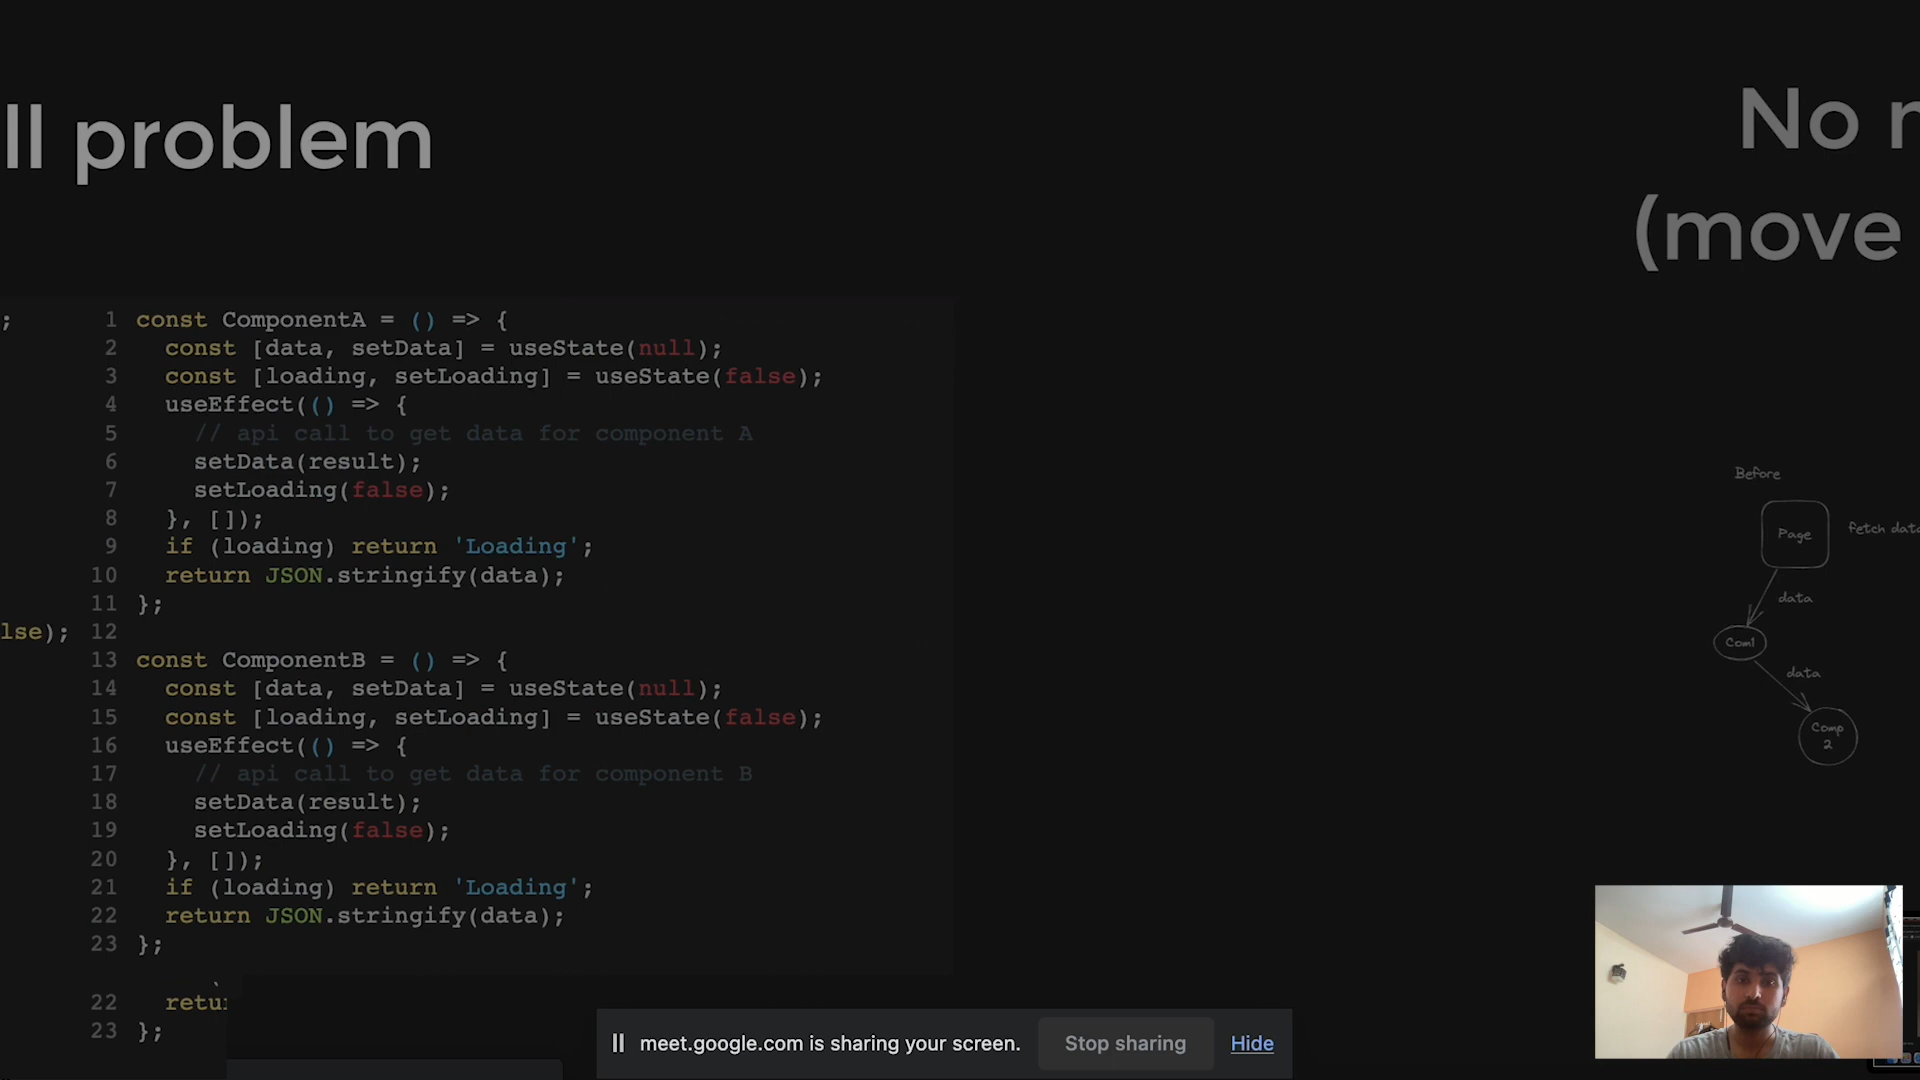 ll problem
No
(move
;
1 const ComponentA = () => {
2 const [data, setData] = useState(null);
3 const [loading, setLoading] = useState(false);
4 useEffect(() => {
5 // api call to get data for component A
6 setData(result);
7 setLoading(false);
8 }, []);
9 if (loading) return 'Loading';
10 return JSON.stringify(data);
11 };
lse); 12
13 const ComponentB = () => {
14 const [data, setData] = useState(null);
15 const [loading, setLoading] = useState(false);
16 useEffect(() => {
17 // api call to get data for component B
18 setData(result);
19 setLoading(false);
20 }, []);
21 if (loading) return 'Loading';
22 return JSON.stringify(data);
23 };
22 retu
23 };
Before
Page
fetch data
data
Com1
data
Comp
2
meet.google.com is sharing your screen.
Stop sharing
Hide